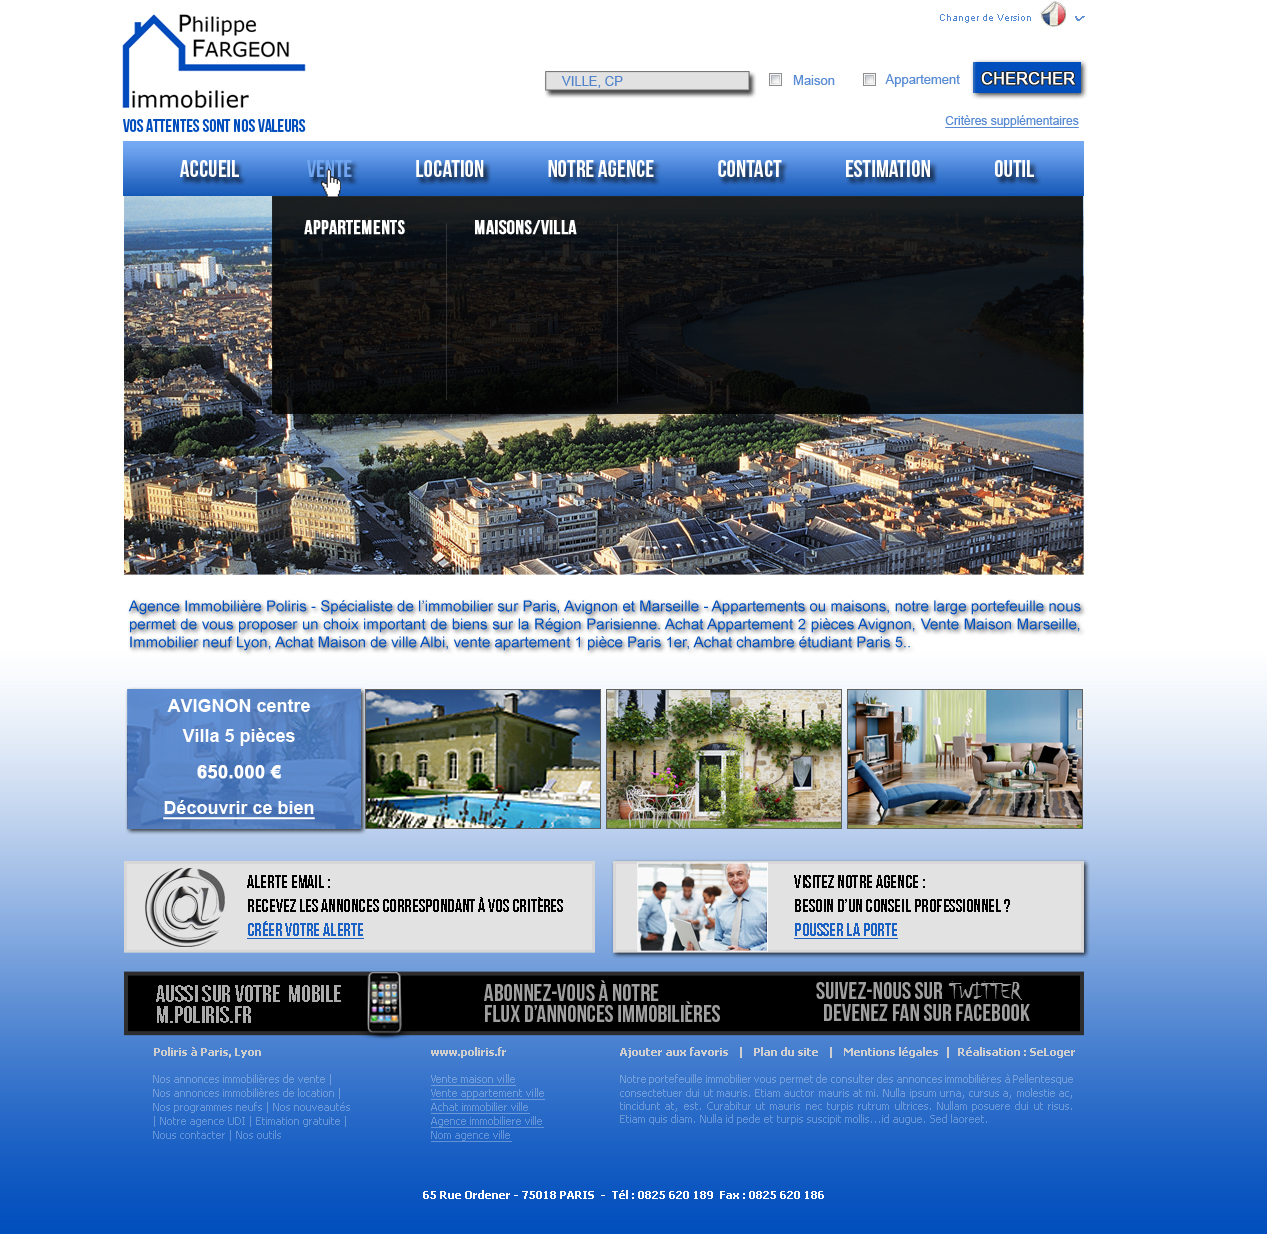 Philippe
FARGEON
immobilier
VOS ATTENTES SONT NOS VALEURS
Changer de Version
VILLE, CP
Maison
Appartement
CHERCHER
Critères supplémentaires
ACCUEIL VENTE LOCATION NOTRE AGENCE CONTACT ESTIMATION OUTIL
APPARTEMENTS MAISONS/VILLA
Agence Immobilière Poliris - Spécialiste de l'immobilier sur Paris, Avignon et Marseille - Appartements ou maisons, notre large portefeuille nous
permet de vous proposer un choix important de biens sur la Région Parisienne. Achat Appartement 2 pièces Avignon, Vente Maison Marseille,
Immobilier neuf Lyon, Achat Maison de ville Albi, vente apartement 1 pièce Paris 1er, Achat chambre étudiant Paris 5..
AVIGNON centre
Villa 5 pièces
650.000 €
Découvrir ce bien
ALERTE EMAIL :
RECEVEZ LES ANNONCES CORRESPONDANT À VOS CRITÈRES
CRÉER VOTRE ALERTE
VISITEZ NOTRE AGENCE :
BESOIN D'UN CONSEIL PROFESSIONNEL ?
POUSSER LA PORTE
AUSSI SUR VOTRE MOBILE
M.POLIRIS.FR
ABONNEZ-VOUS À NOTRE
FLUX D'ANNONCES IMMOBILIÈRES
SUIVEZ-NOUS SUR TWITTER
DEVENEZ FAN SUR FACEBOOK
Poliris à Paris, Lyon
Nos annonces immobilières de vente |
Nos annonces immobilières de location |
Nos programmes neufs | Nos nouveautés
| Notre agence UDI | Etimation gratuite |
Nous contacter | Nos outils
www.poliris.fr
Vente maison ville
Vente appartement ville
Achat immobilier ville
Agence immobiliere ville
Nom agence ville
Ajouter aux favoris | Plan du site | Mentions légales | Réalisation : SeLoger
Notre portefeuille immobilier vous permet de consulter des annonces immobilières à Pellentesque
consectetuer dui ut mauris. Etiam auctor mauris at mi. Nulla ipsum urna, cursus a, molestie ac,
tincidunt at, est. Curabitur ut mauris nec turpis rutrum ultrices. Nullam posuere dui ut risus.
Etiam quis diam. Nulla id pede et turpis suscipit mollis...id augue. Sed laoreet.
65 Rue Ordener - 75018 PARIS - Tél : 0825 620 189 Fax : 0825 620 186